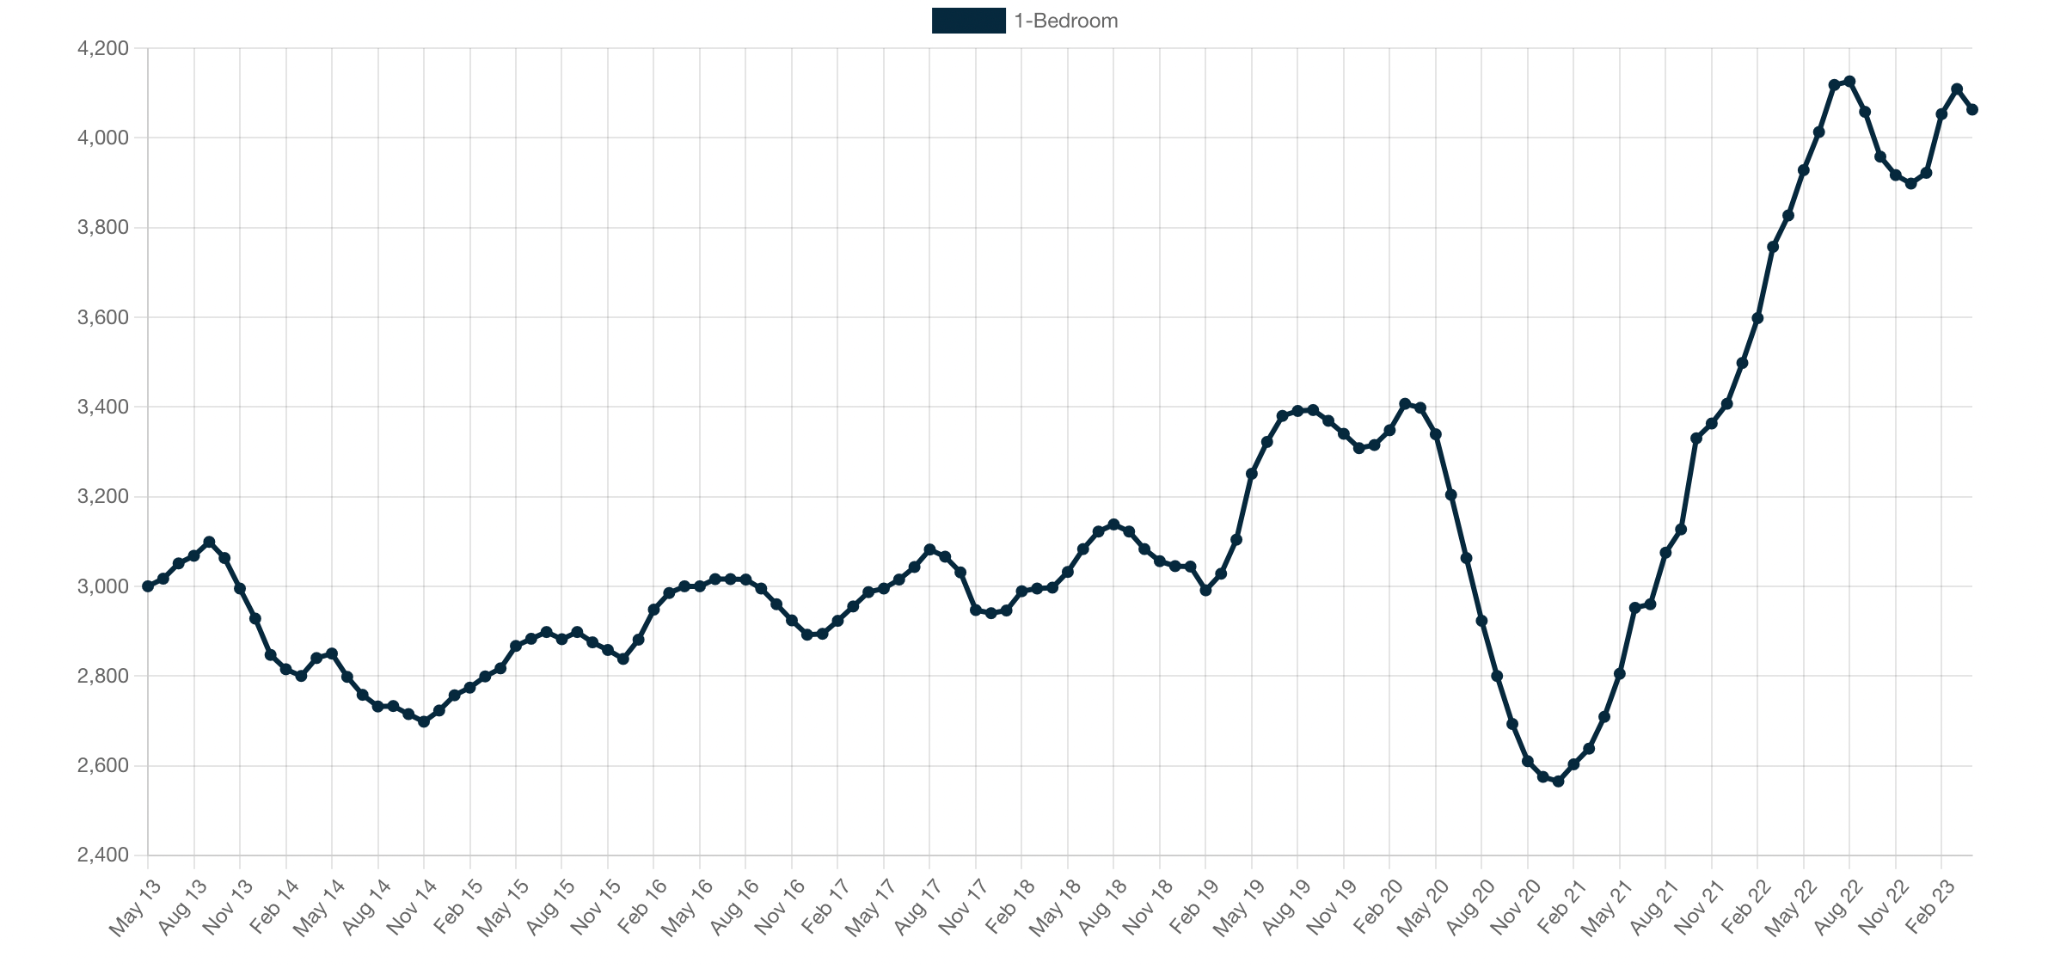 1-Bedroom
4,200
4,000
3,800
3,600
3,400
3,200
3,000
2,800
2,600
2,400
May 13
Aug 13
Nov 13
Feb 14
May 14
Aug 14
Nov 14
Feb 15
May 15
Aug 15
Nov 15
Feb 16
May 16
Aug 16
Nov 16
Feb 17
May 17
Aug 17
Nov 17
Feb 18
May 18
Aug 18
Nov 18
Feb 19
May 19
Aug 19
Nov 19
Feb 20
May 20
Aug 20
Nov 20
Feb 21
May 21
Aug 21
Nov 21
Feb 22
May 22
Aug 22
Nov 22
Feb 23